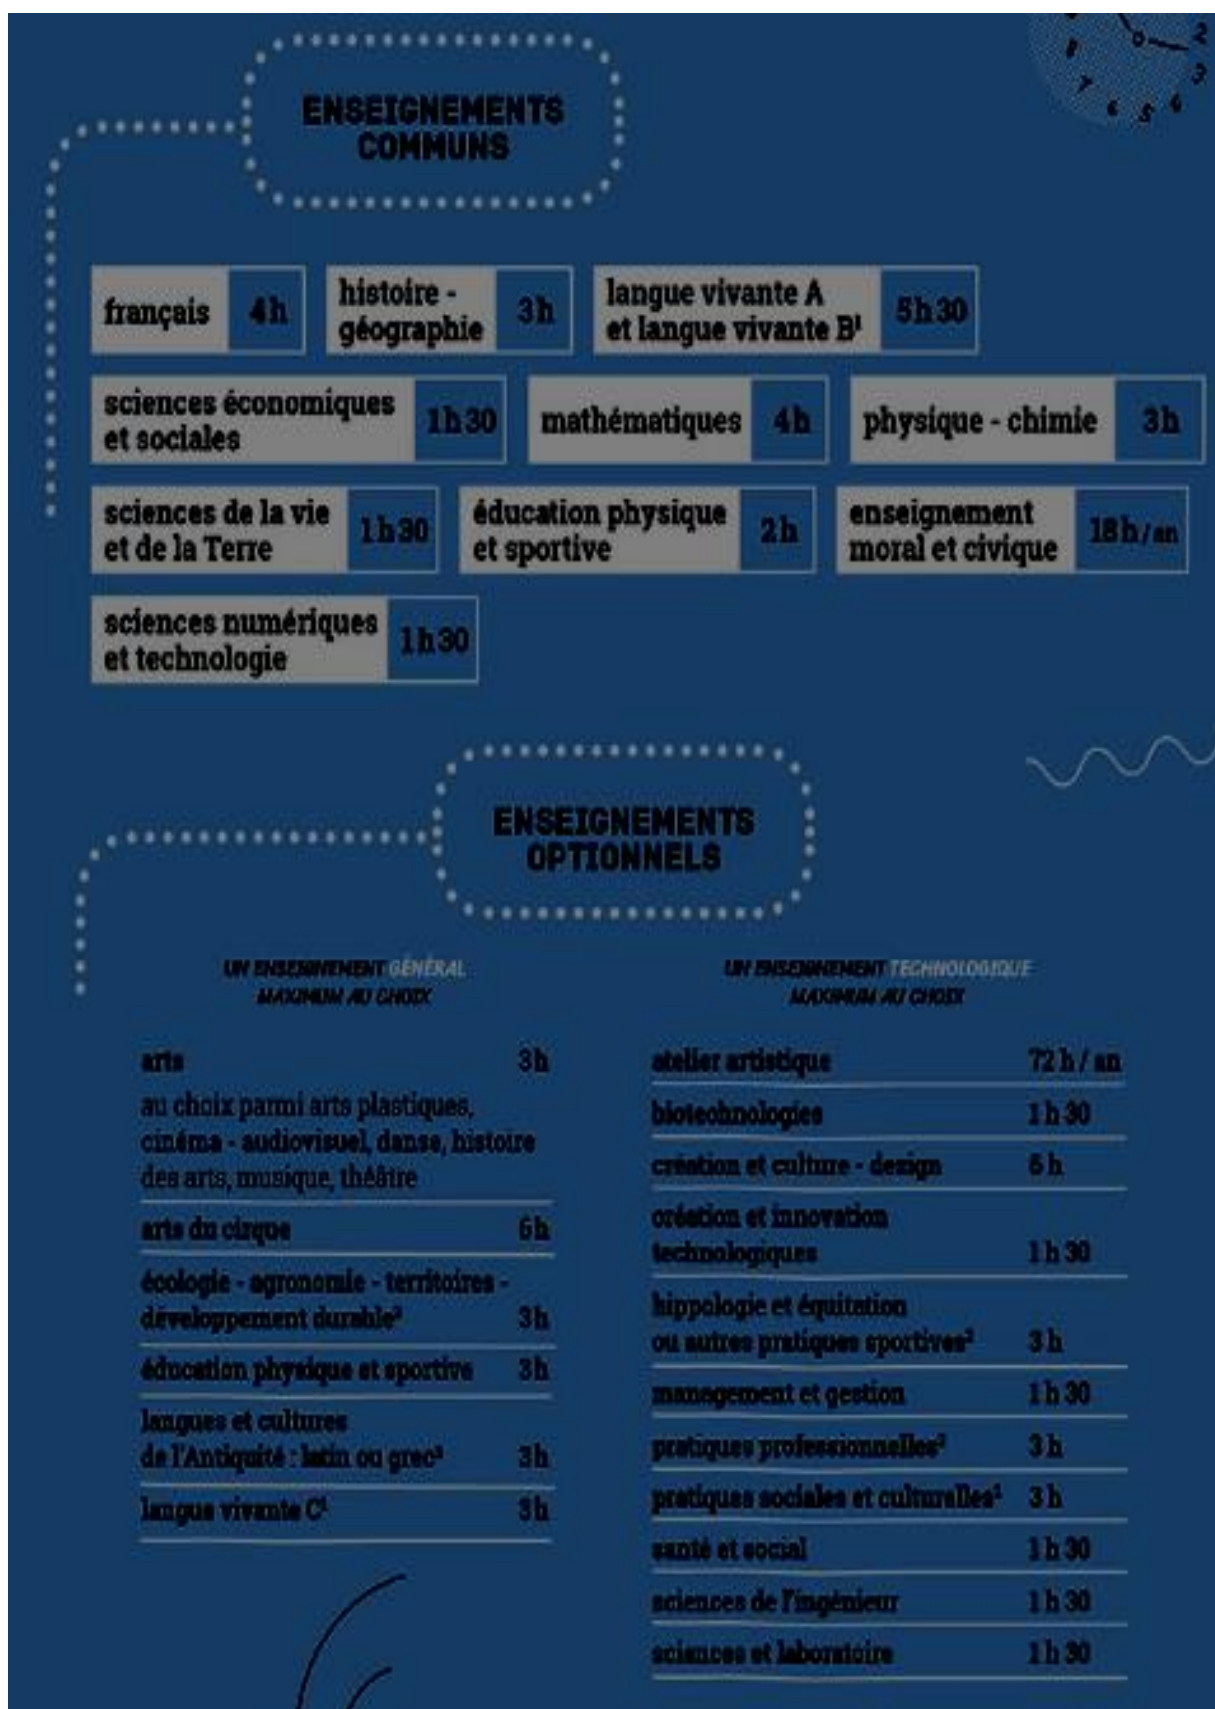 2
8
3
7
4
6
5
ENSEIGNEMENTS
COMMUNS
français 4h
histoire -
géographie 3h
langue vivante A
et langue vivante B¹ 5h30
sciences économiques
et sociales 1h30
mathématiques 4h
physique - chimie 3h
sciences de la vie
et de la Terre 1h30
éducation physique
et sportive 2h
enseignement
moral et civique 18h/an
sciences numériques
et technologie 1h30
ENSEIGNEMENTS
OPTIONNELS
UN ENSEIGNEMENT GÉNÉRAL
MAXIMUM AU CHOIX
arts 3h
au choix parmi arts plastiques,
cinéma - audiovisuel, danse, histoire
des arts, musique, théâtre
arts du cirque 6h
écologie - agronomie - territoires -
développement durable² 3h
éducation physique et sportive 3h
langues et cultures
de l'Antiquité : latin ou grec³ 3h
langue vivante C¹ 3h
UN ENSEIGNEMENT TECHNOLOGIQUE
MAXIMUM AU CHOIX
atelier artistique 72 h / an
biotechnologies 1 h 30
création et culture - design 6 h
création et innovation
technologiques 1 h 30
hippologie et équitation
ou autres pratiques sportives² 3 h
management et gestion 1 h 30
pratiques professionnelles² 3 h
pratiques sociales et culturelles² 3 h
santé et social 1 h 30
sciences de l'ingénieur 1 h 30
sciences et laboratoire 1 h 30